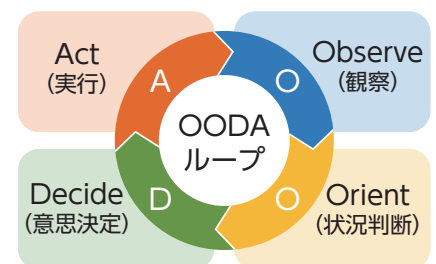 Act
(実行)
A
O
Observe
(観察)
OODA
ループ
Decide
(意思決定)
D
O
Orient
(状況判断)